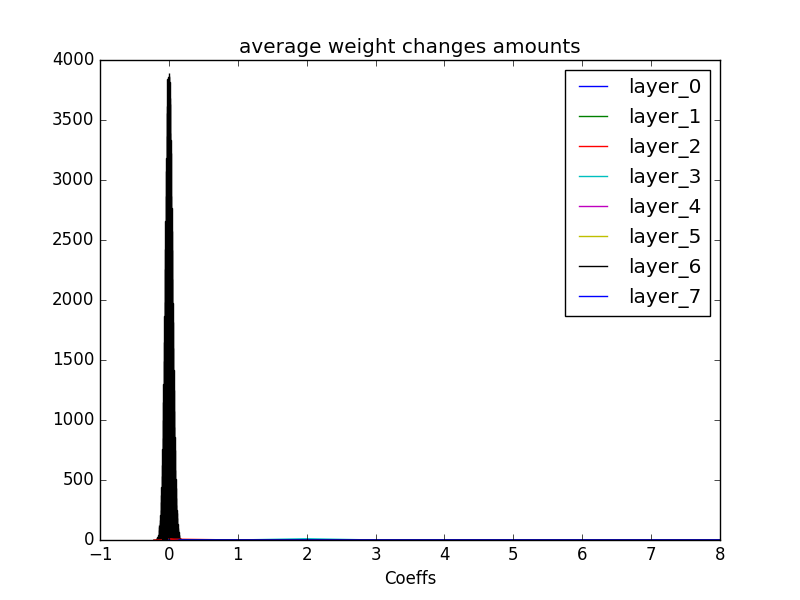 average weight changes amounts
4000
3500
3000
2500
2000
1500
1000
500
0
layer_0
layer_1
layer_2
layer_3
layer_4
layer_5
layer_6
layer_7
−1 0 1 2 3 4 5 6 7 8
Coeffs